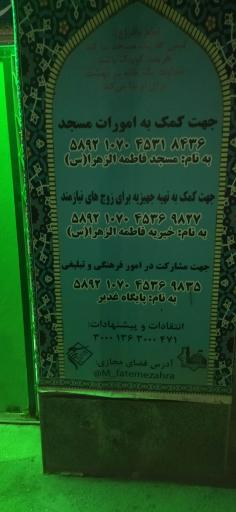 جهت کمک به امورات مسجد
۵۸۹۲ ۱۰۷۰ ۴۵۳۱ ۸۴۳۶
به نام: مسجد فاطمه الزهرا(س)
جهت کمک به تهیه جهیزیه برای زوج های نیازمند
۵۸۹۲ ۱۰۷۰ ۴۵۳۶ ۹۸۲۷
به نام: خیریه فاطمه الزهرا(س)
جهت مشارکت در امور فرهنگی و تبلیغی
۵۸۹۲ ۱۰۷۰ ۴۵۳۶ ۹۸۳۵
به نام: پایگاه غدیر
انتقادات و پیشنهادات:
۳۰۰۰ ۱۳۶ ۳۰۰۰ ۴۷۱
آدرس فضای مجازی:
@M_fatemezahra